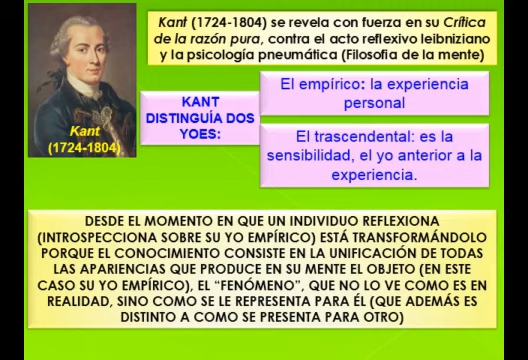 Kant (1724-1804) se revela con fuerza en su Crítica
de la razón pura, contra el acto reflexivo leibniziano
y la psicología pneumática (Filosofia de la mente)
Kant
(1724-1804)
KANT
DISTINGUÍA DOS
YOES:
El empírico: la experiencia
personal
El trascendental: es la
sensibilidad, el yo anterior a la
experiencia.
DESDE EL MOMENTO EN QUE UN INDIVIDUO REFLEXIONA
(INTROSPECCIONA SOBRE SU YO EMPÍRICO) ESTÁ TRANSFORMÁNDOLO
PORQUE EL CONOCIMIENTO CONSISTE EN LA UNIFICACIÓN DE TODAS
LAS APARIENCIAS QUE PRODUCE EN SU MENTE EL OBJETO (EN ESTE
CASO SU YO EMPÍRICO), EL “FENÓMENO”, QUE NO LO VE COMO ES EN
REALIDAD, SINO COMO SE LE REPRESENTA PARA ÉL (QUE ADEMÁS ES
DISTINTO A COMO SE PRESENTA PARA OTRO)